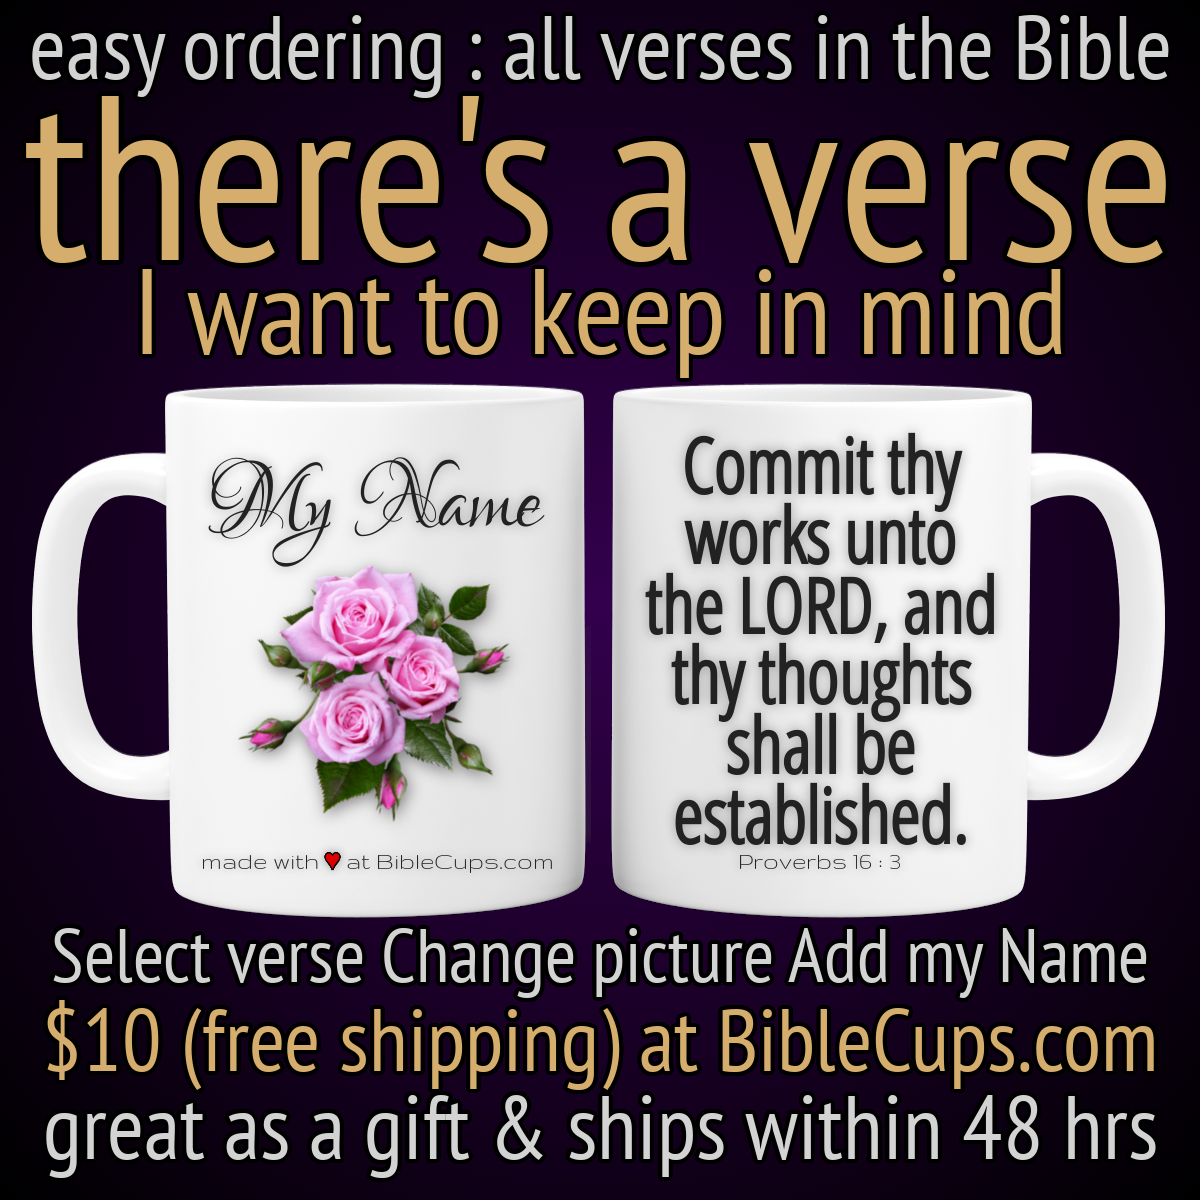 easy ordering : all verses in the Bible
there's a verse
I want to keep in mind
My Name
made with ♥ at BibleCups.com
Commit thy
works unto
the LORD, and
thy thoughts
shall be
established.
Proverbs 16 : 3
Select verse Change picture Add my Name
$10 (free shipping) at BibleCups.com
great as a gift & ships within 48 hrs